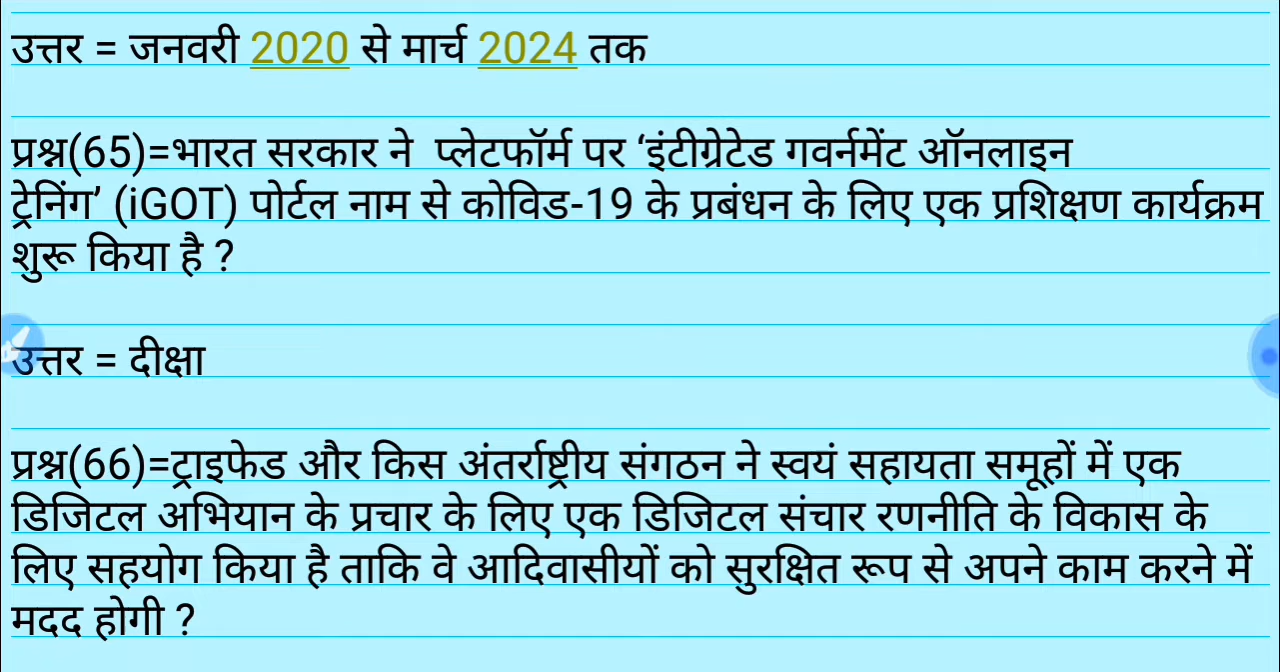 उत्तर = जनवरी 2020 से मार्च 2024 तक
प्रश्न(65)=भारत सरकार ने  प्लेटफॉर्म पर ‘इंटीग्रेटेड गवर्नमेंट ऑनलाइन
ट्रेनिंग’ (iGOT) पोर्टल नाम से कोविड-19 के प्रबंधन के लिए एक प्रशिक्षण कार्यक्रम
शुरू किया है ?
उत्तर = दीक्षा
प्रश्न(66)=ट्राइफेड और किस अंतर्राष्ट्रीय संगठन ने स्वयं सहायता समूहों में एक
डिजिटल अभियान के प्रचार के लिए एक डिजिटल संचार रणनीति के विकास के
लिए सहयोग किया है ताकि वे आदिवासीयों को सुरक्षित रूप से अपने काम करने में
मदद होगी ?